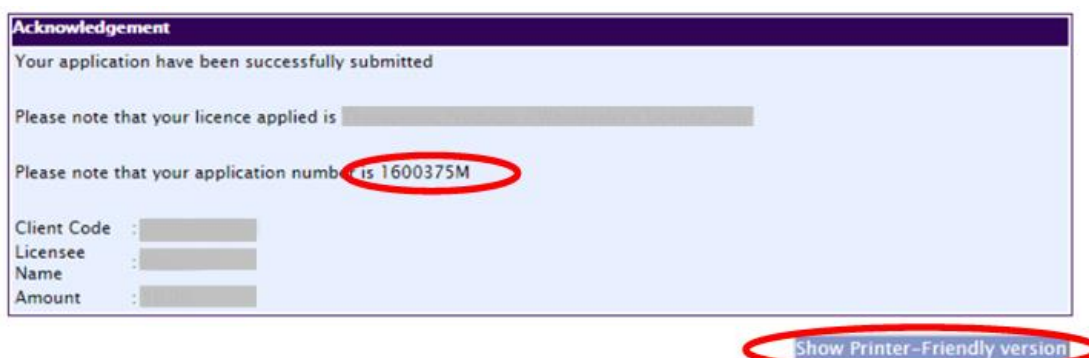 Acknowledgement
Your application have been successfully submitted
Please note that your licence applied is
Please note that your application number is 1600375M
Client Code :
Licensee Name :
Amount :
Show Printer-Friendly version